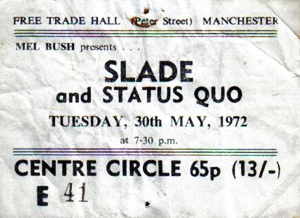 FREE TRADE HALL (Peter Street) MANCHESTER
MEL BUSH presents . . .
SLADE
and STATUS QUO
TUESDAY, 30th MAY, 1972
at 7-30 p.m.
CENTRE CIRCLE 65p (13/-)
E 41